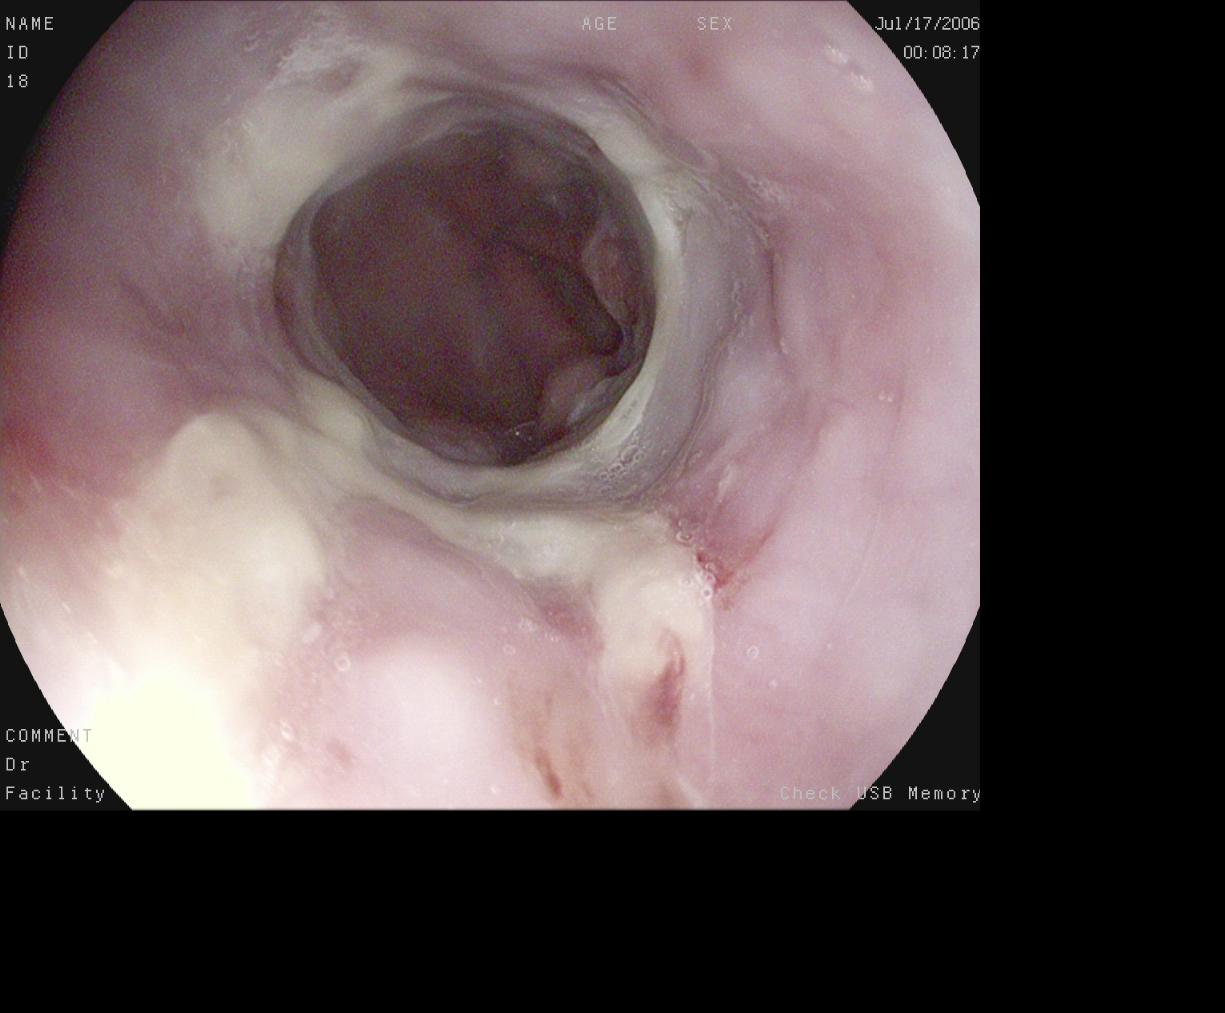 NAME AGE SEX Jul/17/2006
ID 00:08:17
18
COMMENT
Dr
Facility Check USB Memory